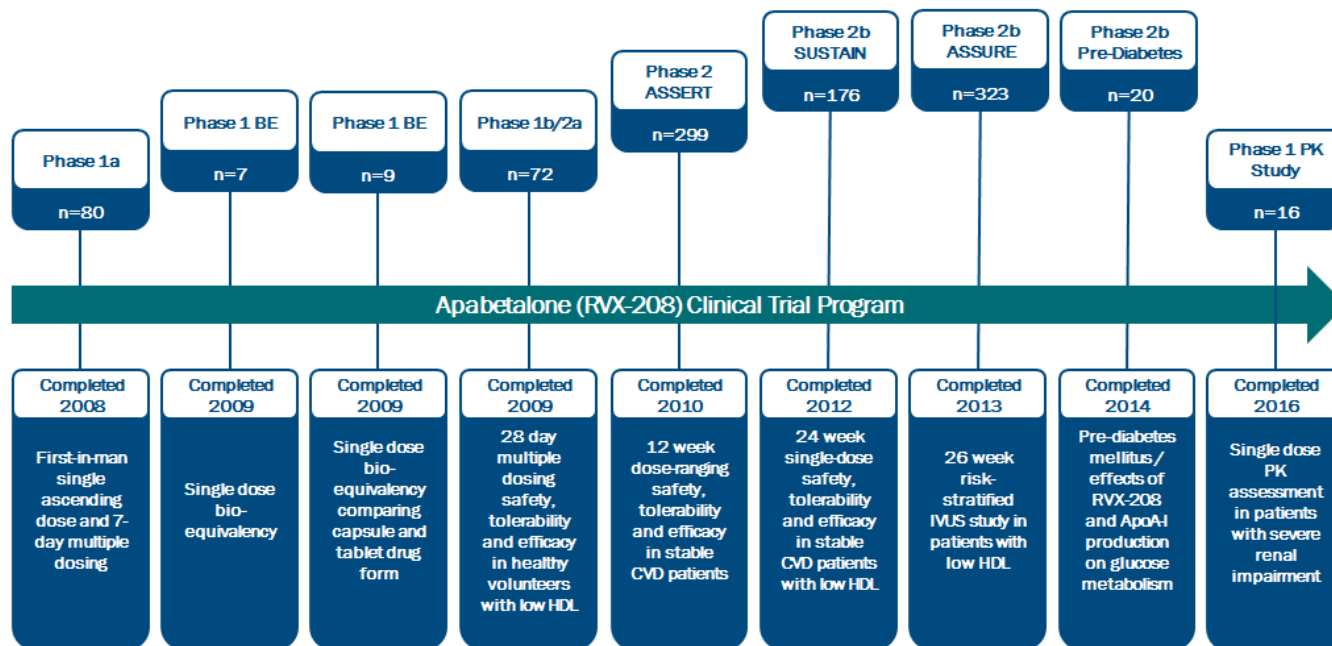 Phase 1a
n=80
Phase 1 BE
n=7
Phase 1 BE
n=9
Phase 1b/2a
n=72
Phase 2
ASSERT
n=299
Phase 2b
SUSTAIN
n=176
Phase 2b
ASSURE
n=323
Phase 2b
Pre-Diabetes
n=20
Phase 1 PK
Study
n=16
Apabetalone (RVX-208) Clinical Trial Program
Completed
2008
First-in-man
single
ascending
dose and 7-
day multiple
dosing
Completed
2009
Single dose
bio-
equivalency
Completed
2009
Single dose
bio-
equivalency
comparing
capsule and
tablet drug
form
Completed
2009
28 day
multiple
dosing
safety,
tolerability
and efficacy
in healthy
volunteers
with low HDL
Completed
2010
12 week
dose-ranging
safety,
tolerability
and efficacy
in stable
CVD patients
Completed
2012
24 week
single-dose
safety,
tolerability
and efficacy
in stable
CVD patients
with low HDL
Completed
2013
26 week
risk-
stratified
IVUS study in
patients with
low HDL
Completed
2014
Pre-diabetes
mellitus /
effects of
RVX-208
and ApoA-I
production
on glucose
metabolism
Completed
2016
Single dose
PK
assessment
in patients
with severe
renal
impairment